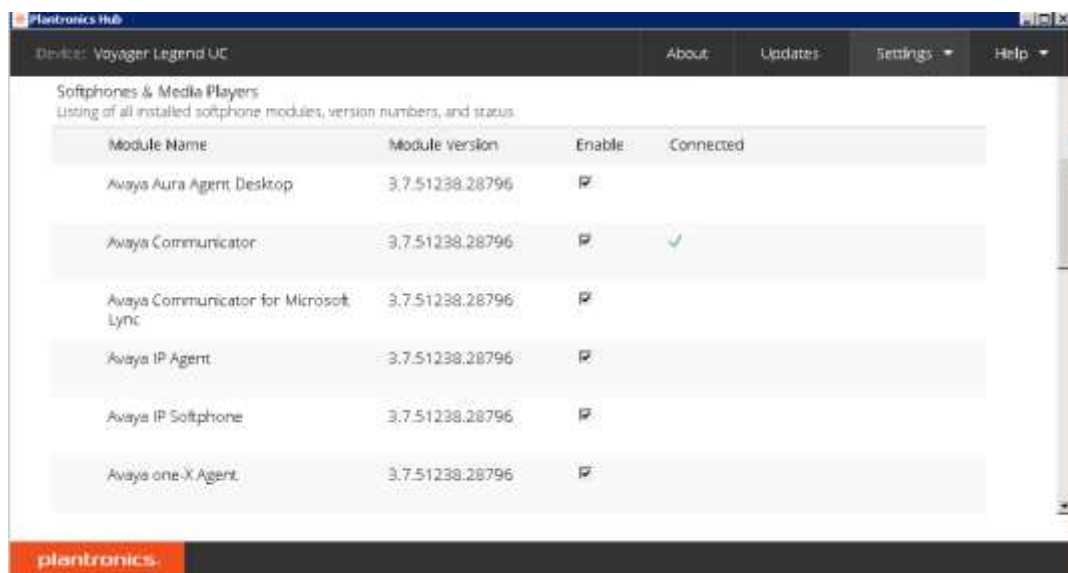 Plantronics Hub
Device: Voyager Legend UC About Updates Settings Help
Softphones & Media Players
Listing of all installed softphone modules, version numbers, and status
Module Name Module version Enable Connected
Avaya Aura Agent Desktop 3.7.51238.28796
Avaya Communicator 3.7.51238.28796
Avaya Communicator for Microsoft 3.7.51238.28796
Lync
Avaya IP Agent 3.7.51238.28796
Avaya IP Softphone 3.7.51238.28796
Avaya one-X Agent 3.7.51238.28796
plantronics.